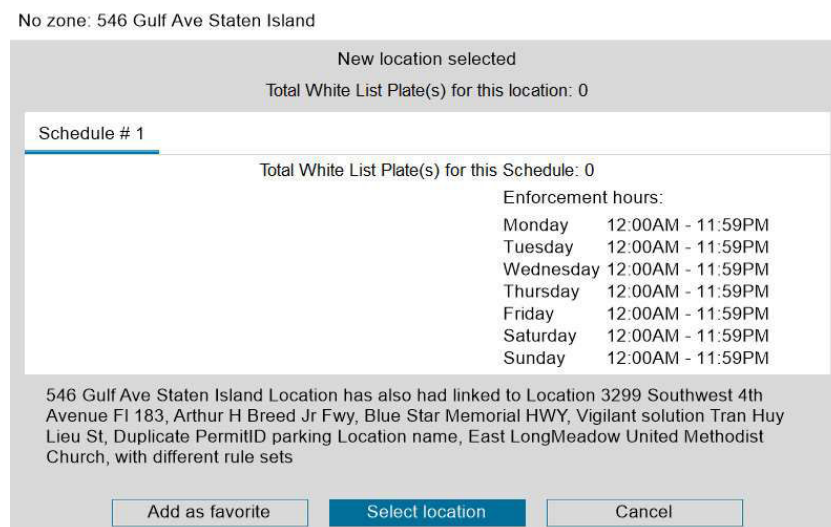 No zone: 546 Gulf Ave Staten Island
New location selected
Total White List Plate(s) for this location: 0
Schedule # 1
Total White List Plate(s) for this Schedule: 0
Enforcement hours:
Monday 12:00AM - 11:59PM
Tuesday 12:00AM - 11:59PM
Wednesday 12:00AM - 11:59PM
Thursday 12:00AM - 11:59PM
Friday 12:00AM - 11:59PM
Saturday 12:00AM - 11:59PM
Sunday 12:00AM - 11:59PM
546 Gulf Ave Staten Island Location has also had linked to Location 3299 Southwest 4th
Avenue Fl 183, Arthur H Breed Jr Fwy, Blue Star Memorial HWY, Vigilant solution Tran Huy
Lieu St, Duplicate PermitID parking Location name, East LongMeadow United Methodist
Church, with different rule sets
Add as favorite Select location Cancel